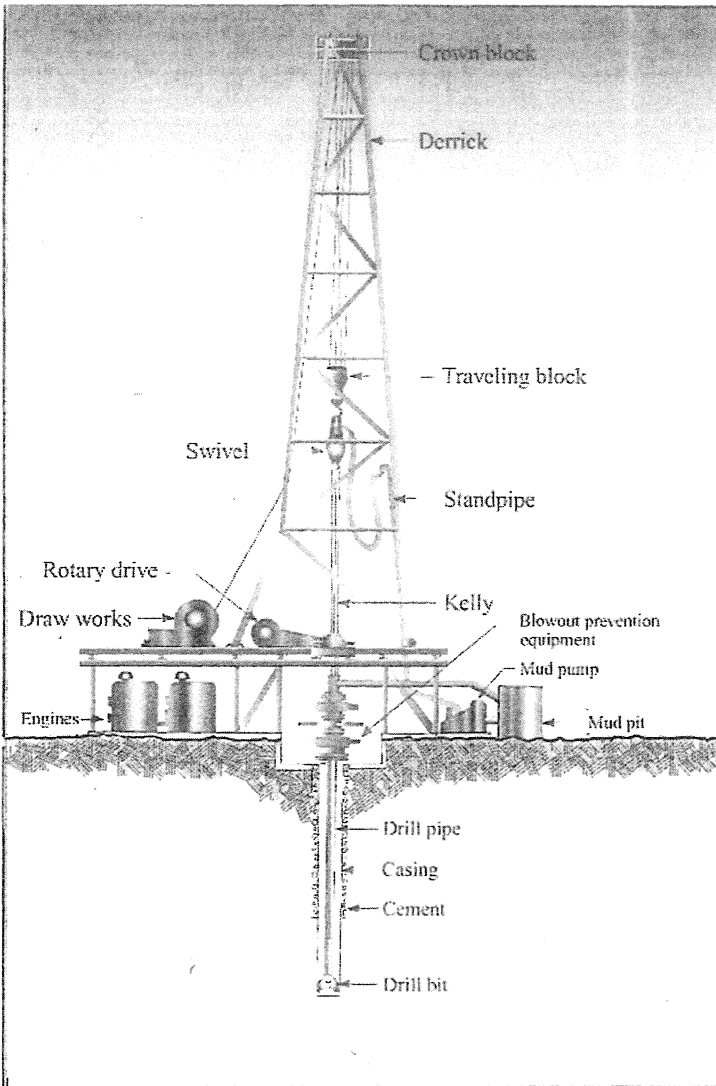 Crown block
Derrick
Traveling block
Swivel
Standpipe
Rotary drive
Kelly
Draw works
Blowout prevention
equipment
Mud pump
Engines
Mud pit
Drill pipe
Casing
Cement
Drill bit